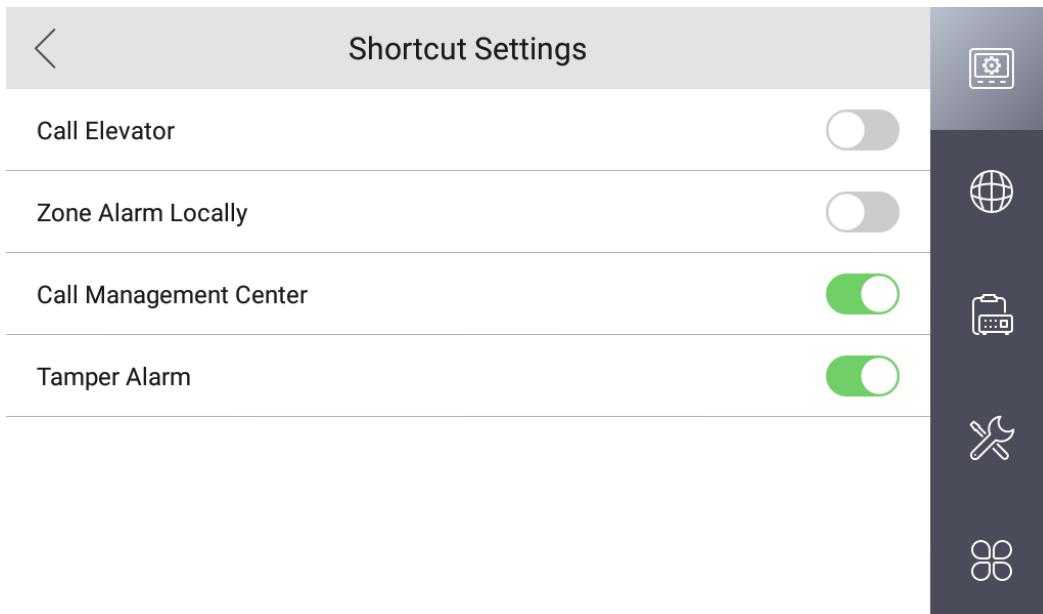 Shortcut Settings
Call Elevator
Zone Alarm Locally
Call Management Center
Tamper Alarm